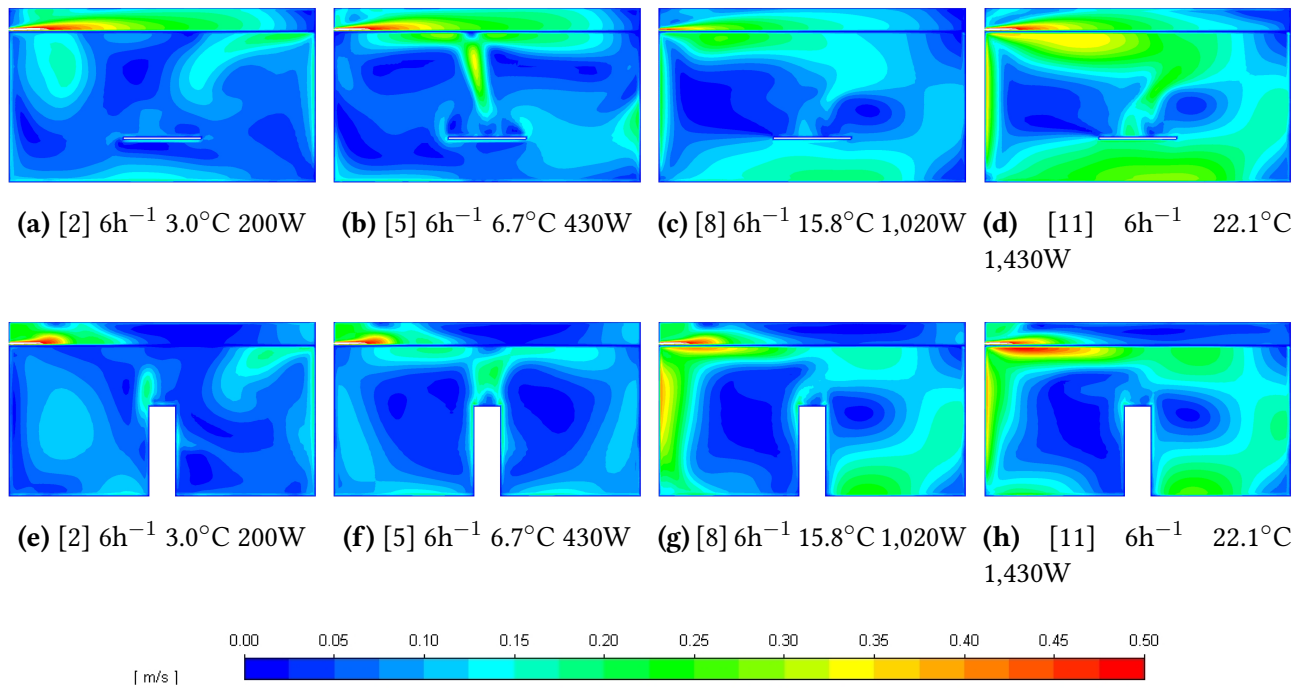 (a) [2] 6h⁻¹ 3.0°C 200W
(b) [5] 6h⁻¹ 6.7°C 430W
(c) [8] 6h⁻¹ 15.8°C 1,020W
(d) [11] 6h⁻¹ 22.1°C
1,430W
(e) [2] 6h⁻¹ 3.0°C 200W
(f) [5] 6h⁻¹ 6.7°C 430W
(g) [8] 6h⁻¹ 15.8°C 1,020W
(h) [11] 6h⁻¹ 22.1°C
1,430W
0.00 0.05 0.10 0.15 0.20 0.25 0.30 0.35 0.40 0.45 0.50
[ m/s ]